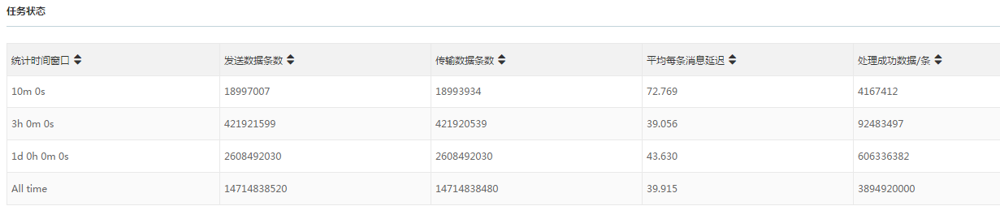 任务状态
统计时间窗口 发送数据条数 传输数据条数 平均每条消息延迟 处理成功数据/条
10m 0s 18997007 18993934 72.769 4167412
3h 0m 0s 421921599 421920539 39.056 92483497
1d 0h 0m 0s 2608492030 2608492030 43.630 606336382
All time 14714838520 14714838480 39.915 3894920000